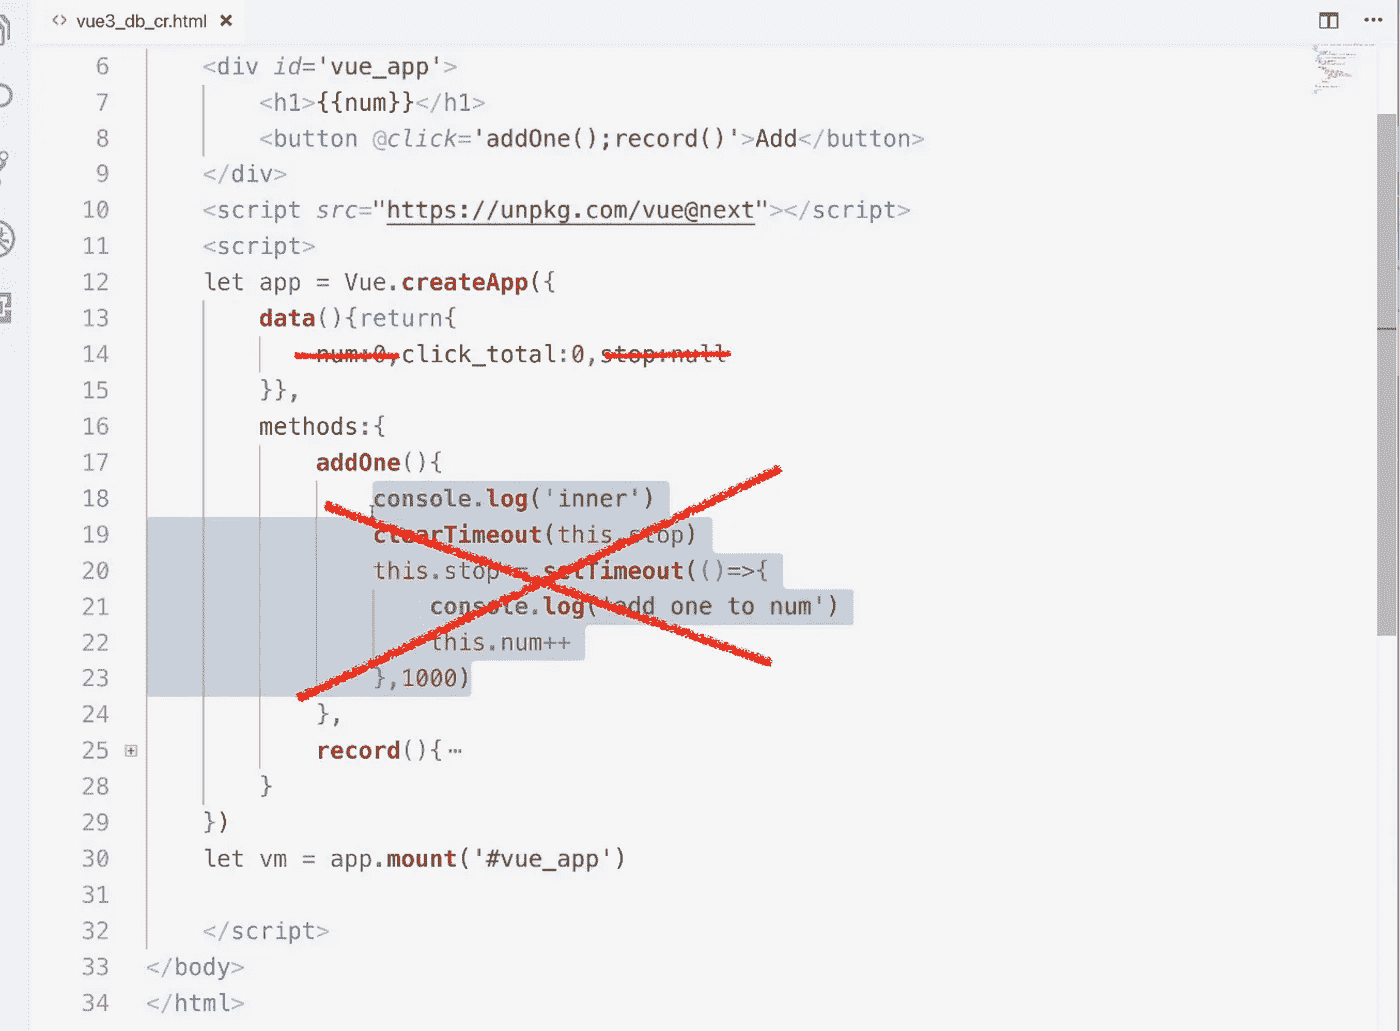 vue3_db_cr.html
6 <div id='vue_app'>
7 <h1>{{num}}</h1>
8 <button @click='addOne();record()'>Add</button>
9 </div>
10 <script src="https://unpkg.com/vue@next"></script>
11 <script>
12 let app = Vue.createApp({
13 data(){return{
14 num:0,click_total:0,stop:null
15 }},
16 methods:{
17 addOne(){
18 console.log('inner')
19 clearTimeout(this.stop)
20 this.stop = setTimeout(()=>{
21 console.log('add one to num')
22 this.num++
23 },1000)
24 },
25 record(){⋯
28 }
29 })
30 let vm = app.mount('#vue_app')
31
32 </script>
33 </body>
34 </html>